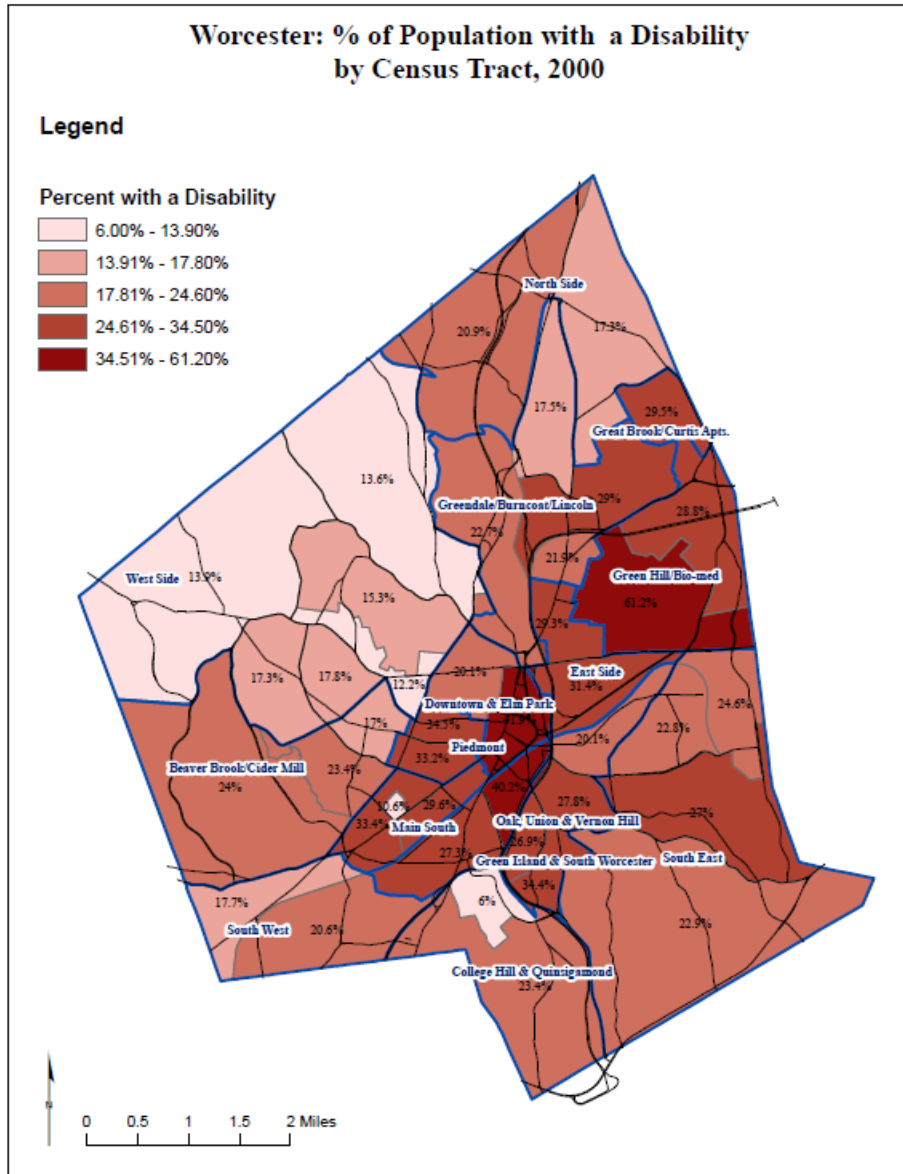 Worcester: % of Population with a Disability
by Census Tract, 2000
Legend
Percent with a Disability
6.00% - 13.90%
13.91% - 17.80%
17.81% - 24.60%
24.61% - 34.50%
34.51% - 61.20%
North Side
20.9%
17.3%
17.5%
29.5%
Great Brook/Curtis Apts.
13.6%
Greendale/Burncoat/Lincoln
29%
28.8%
22.7%
21.9%
West Side
13.9%
Green Hill/Bio-med
15.3%
61.2%
29.3%
20.1%
East Side
17.3%
17.8%
12.2%
31.4%
24.6%
Downtown & Elm Park
17%
34.5%
22.8%
Piedmont
20.1%
33.2%
Beaver Brook/Cider Mill
23.4%
24%
40.2%
10.6%
29.6%
27.8%
27%
33.4%
Main South
Oak, Union & Vernon Hill
26.9%
27.3%
Green Island & South Worcester
South East
34.4%
17.7%
6%
South West
20.6%
22.9%
College Hill & Quinsigamond
23.4%
N
0 0.5 1 1.5 2 Miles